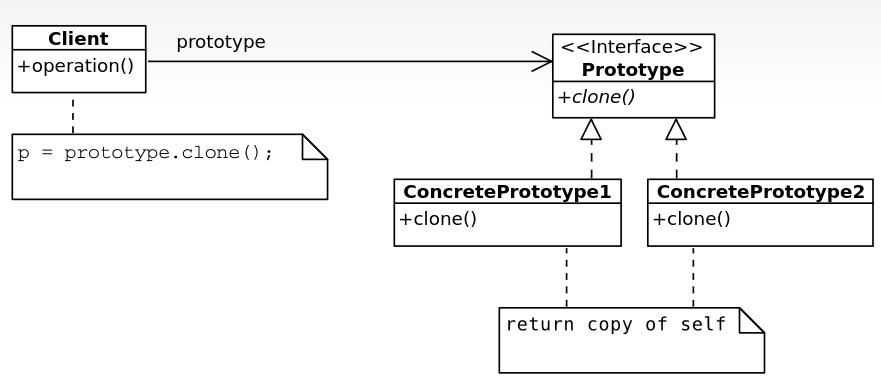 Client
+operation()
prototype
<<Interface>>
Prototype
+clone()
p = prototype.clone();
ConcretePrototype1
+clone()
ConcretePrototype2
+clone()
return copy of self